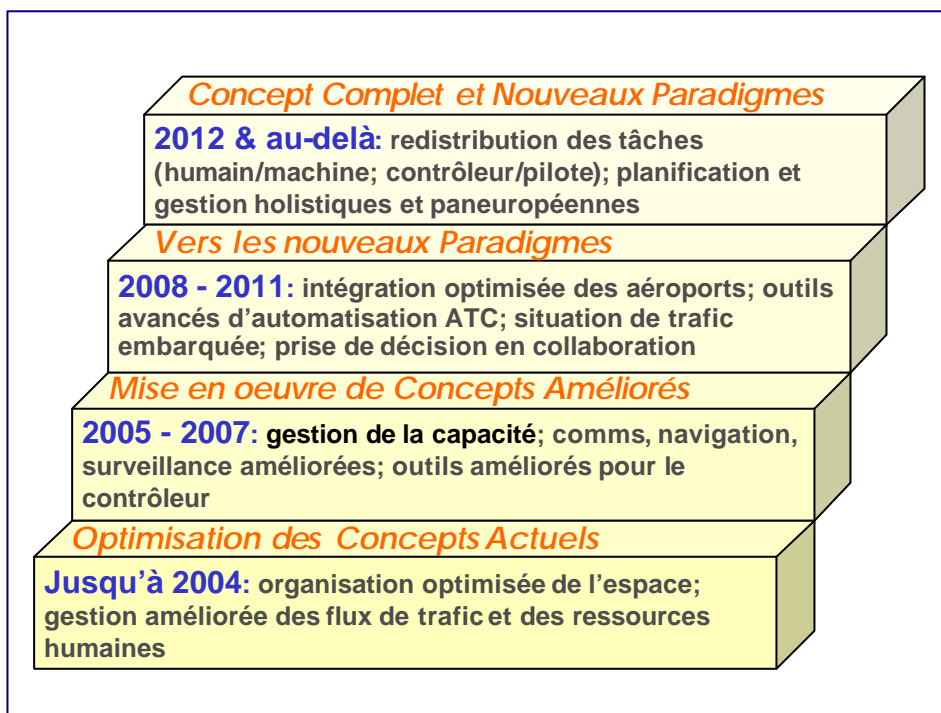 Concept Complet et Nouveaux Paradigmes
2012 & au-delà: redistribution des tâches
(humain/machine; contrôleur/pilote); planification et
gestion holistiques et paneuropéennes
Vers les nouveaux Paradigmes
2008 - 2011: intégration optimisée des aéroports; outils
avancés d'automatisation ATC; situation de trafic
embarquée; prise de décision en collaboration
Mise en oeuvre de Concepts Améliorés
2005 - 2007: gestion de la capacité; comms, navigation,
surveillance améliorées; outils améliorés pour le
contrôleur
Optimisation des Concepts Actuels
Jusqu'à 2004: organisation optimisée de l'espace;
gestion améliorée des flux de trafic et des ressources
humaines